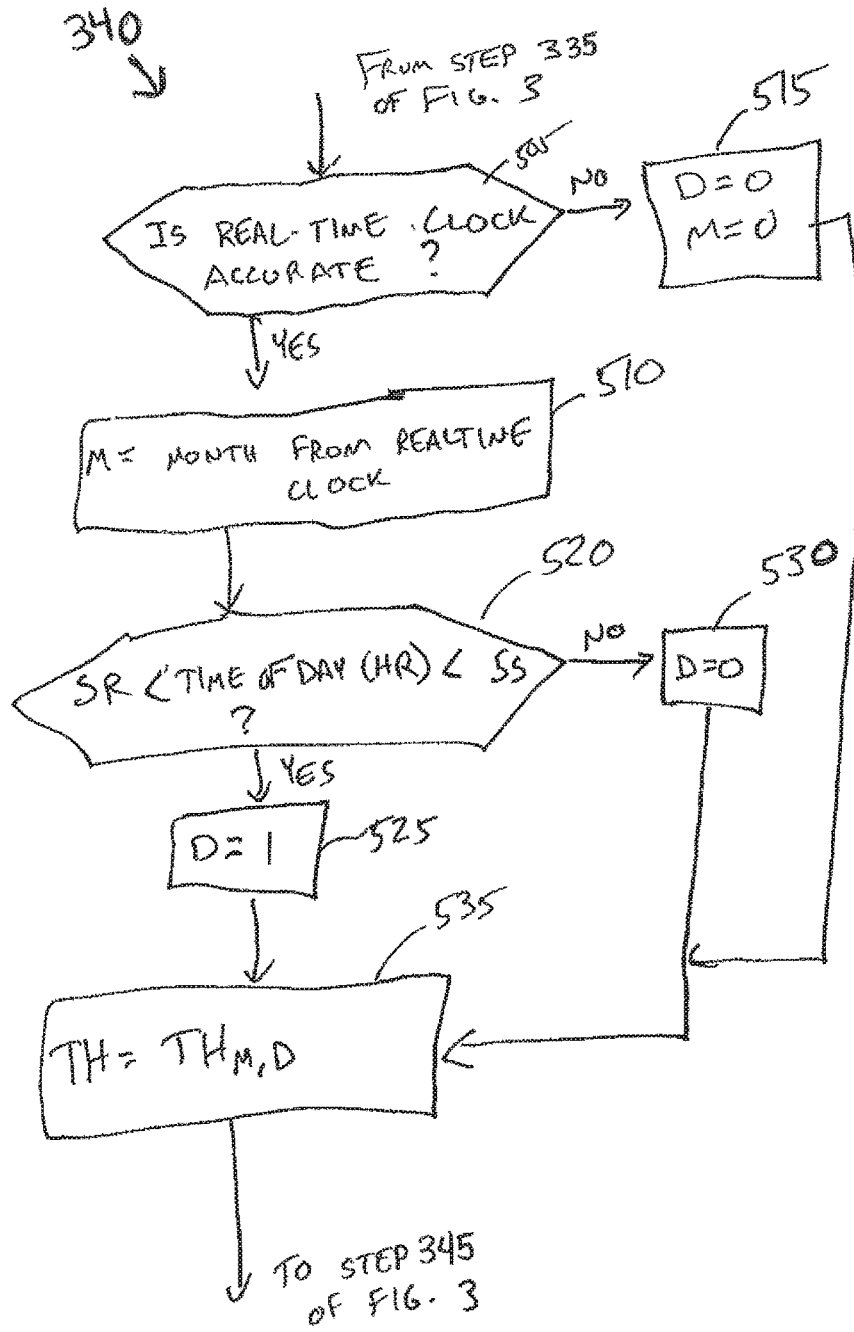 340
FROM STEP 335
OF FIG. 3
505
515
IS REAL-TIME CLOCK
ACCURATE ?
NO
D=0
M=0
YES
510
M= MONTH FROM REALTINE
CLOCK
520
530
SR < TIME OF DAY (HR) < SS
?
NO
D=0
YES
D=1
525
535
TH= TH M,D
TO STEP 345
OF FIG. 3